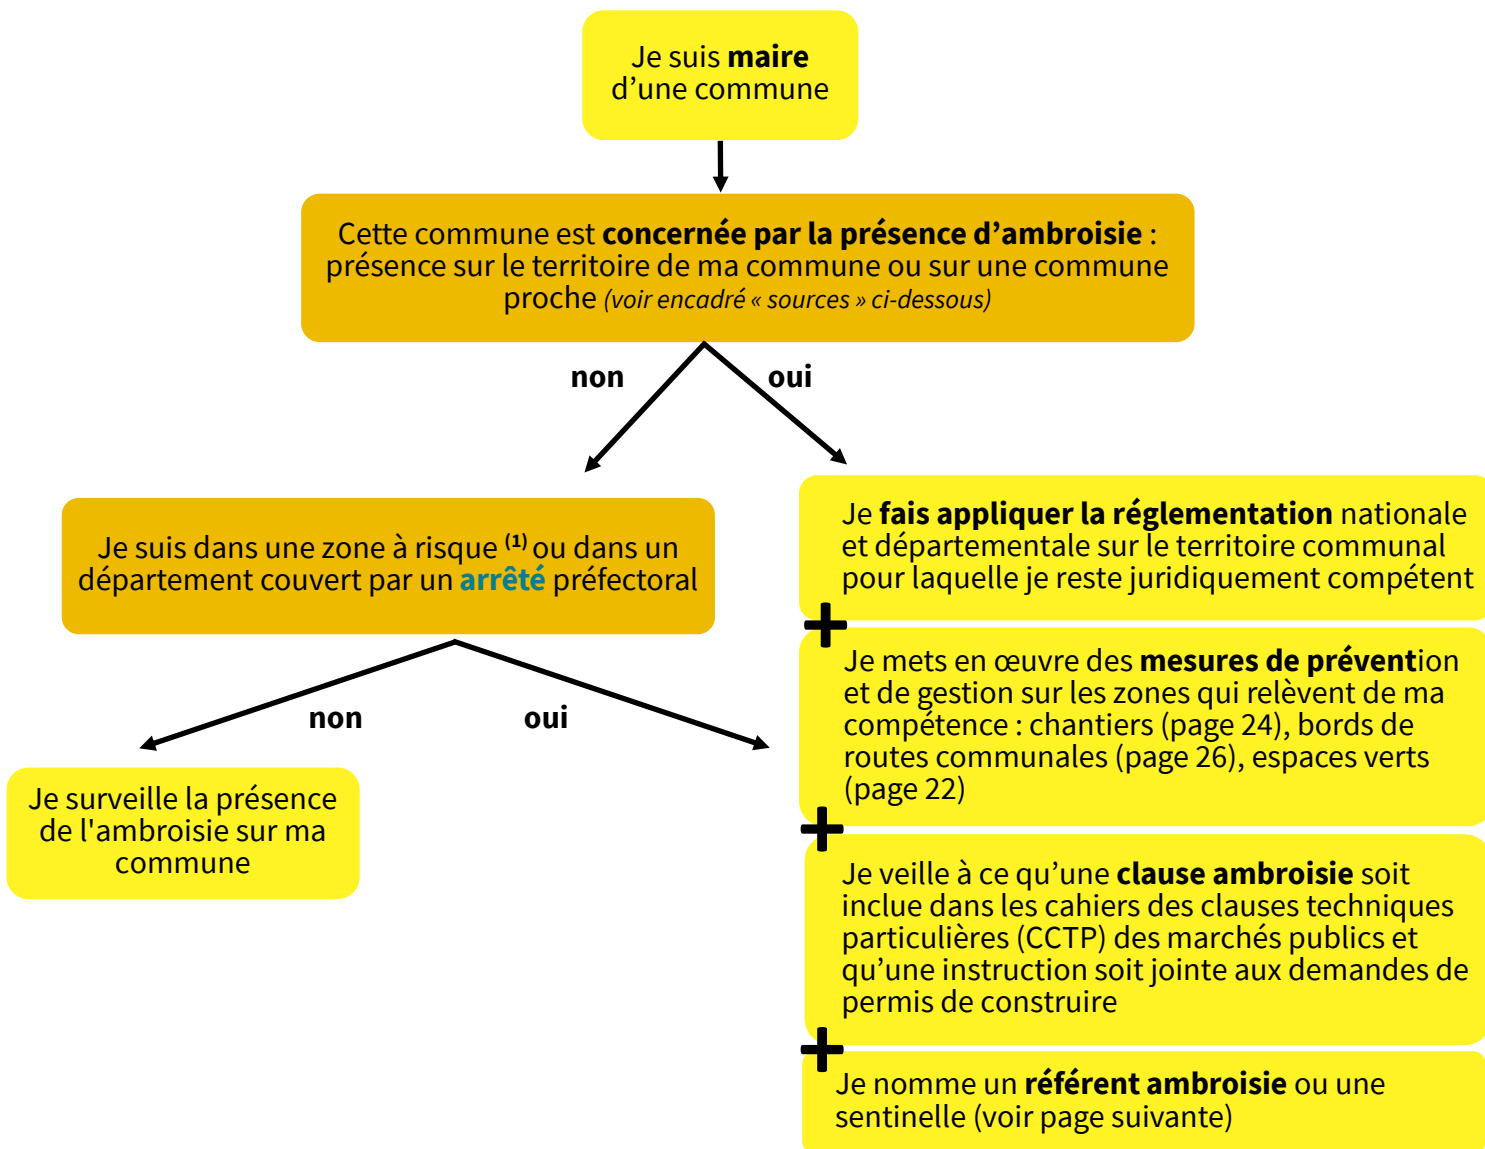 Je suis maire
d’une commune
Cette commune est concernée par la présence d’ambroisie :
présence sur le territoire de ma commune ou sur une commune
proche (voir encadré « sources » ci-dessous)
non
oui
Je suis dans une zone à risque (1) ou dans un
département couvert par un arrêté préfectoral
non
oui
Je surveille la présence
de l'ambroisie sur ma
commune
Je fais appliquer la réglementation nationale
et départementale sur le territoire communal
pour laquelle je reste juridiquement compétent
+
Je mets en œuvre des mesures de prévention
et de gestion sur les zones qui relèvent de ma
compétence : chantiers (page 24), bords de
routes communales (page 26), espaces verts
(page 22)
+
Je veille à ce qu’une clause ambroisie soit
inclue dans les cahiers des clauses techniques
particulières (CCTP) des marchés publics et
qu’une instruction soit jointe aux demandes de
permis de construire
+
Je nomme un référent ambroisie ou une
sentinelle (voir page suivante)